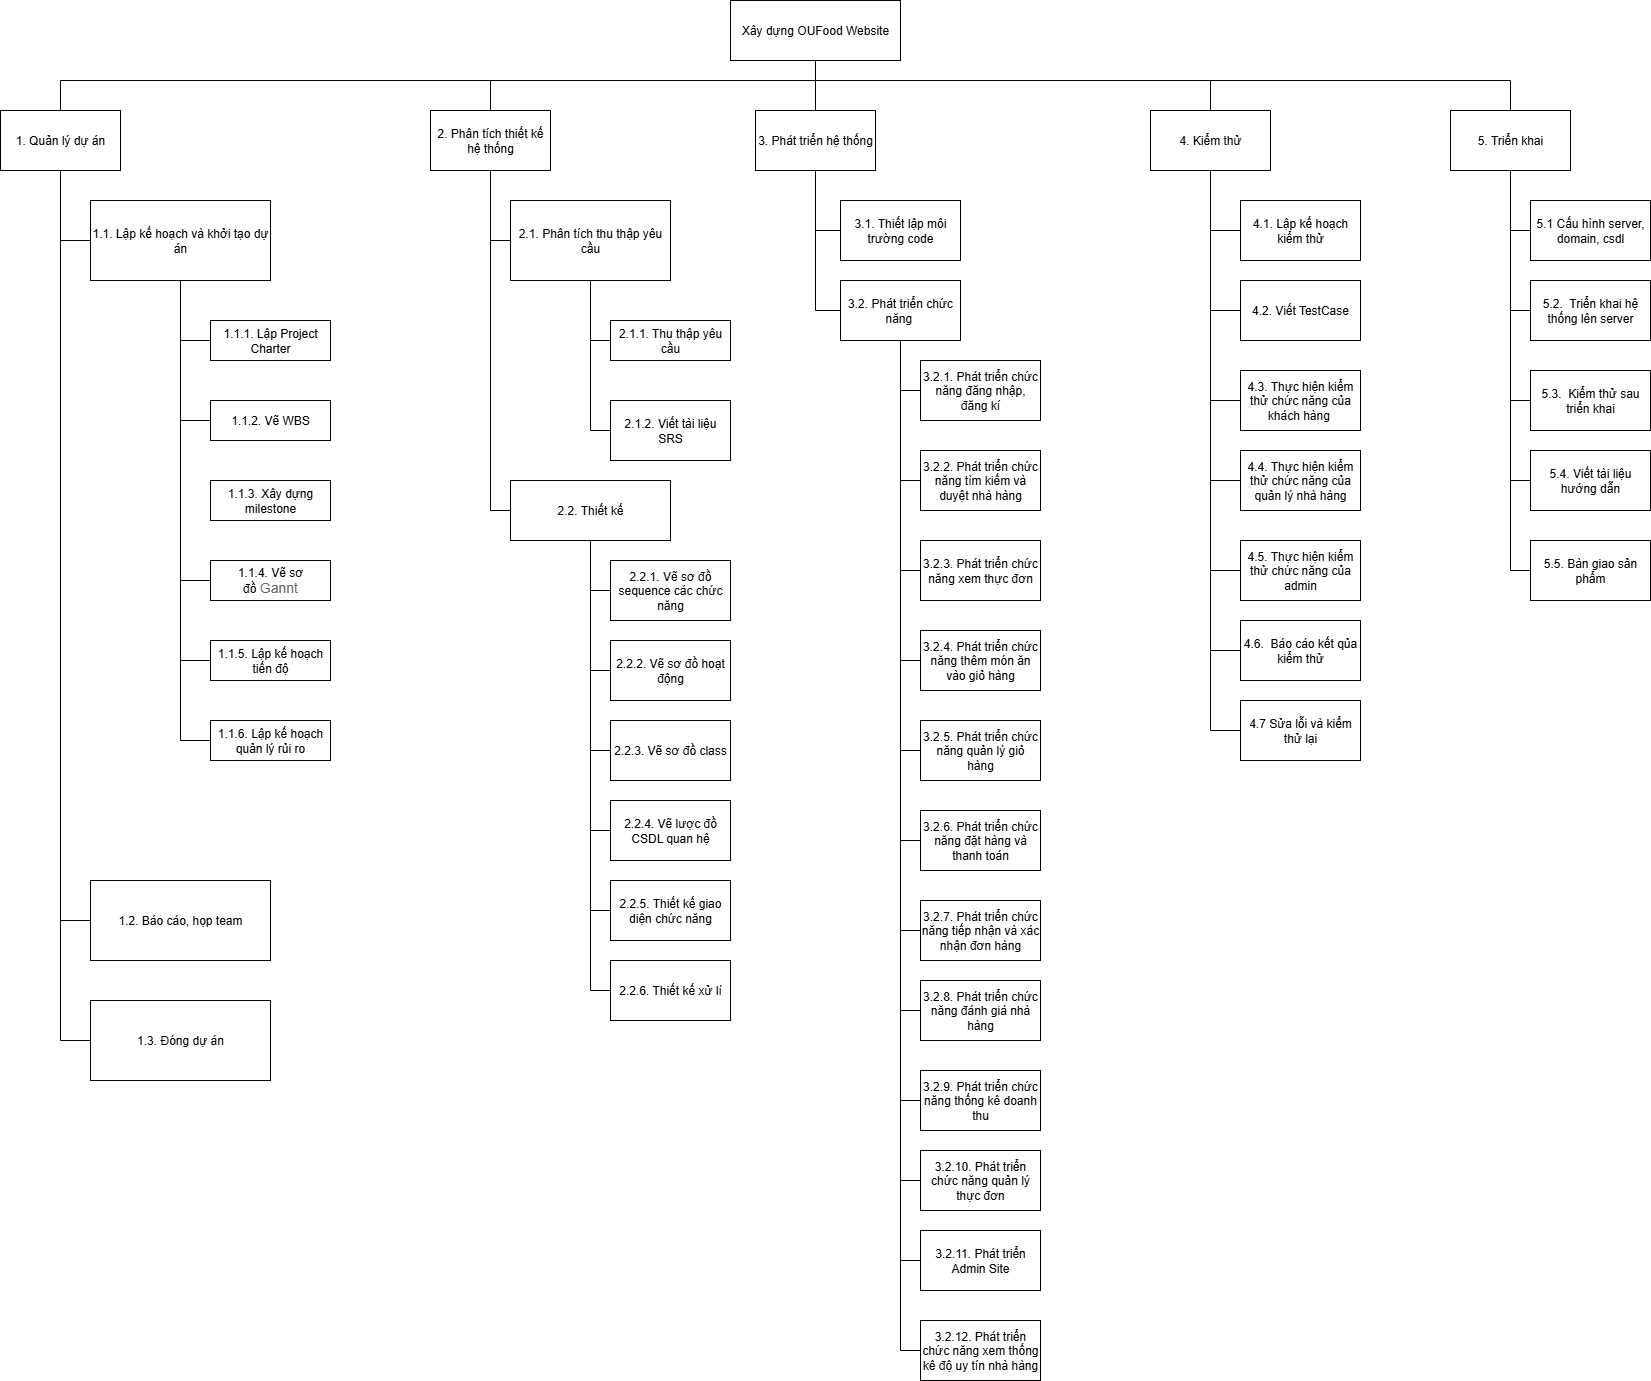 Xây dựng OUFood Website
1. Quản lý dự án
1.1. Lập kế hoạch và khởi tạo dự
án
1.1.1. Lập Project
Charter
1.1.2. Vẽ WBS
1.1.3. Xây dựng
milestone
1.1.4. Vẽ sơ
đồ Gannt
1.1.5. Lập kế hoạch
tiến độ
1.1.6. Lập kế hoạch
quản lý rủi ro
1.2. Báo cáo, họp team
1.3. Đóng dự án
2. Phân tích thiết kế
hệ thống
2.1. Phân tích thu thập yêu
cầu
2.1.1. Thu thập yêu
cầu
2.1.2. Viết tài liệu
SRS
2.2. Thiết kế
2.2.1. Vẽ sơ đồ
sequence các chức
năng
2.2.2. Vẽ sơ đồ hoạt
động
2.2.3. Vẽ sơ đồ class
2.2.4. Vẽ lược đồ
CSDL quan hệ
2.2.5. Thiết kế giao
diện chức năng
2.2.6. Thiết kế xử lí
3. Phát triển hệ thống
3.1. Thiết lập môi
trường code
3.2. Phát triển chức
năng
3.2.1. Phát triển chức
năng đăng nhập,
đăng kí
3.2.2. Phát triển chức
năng tìm kiếm và
duyệt nhà hàng
3.2.3. Phát triển chức
năng xem thực đơn
3.2.4. Phát triển chức
năng thêm món ăn
vào giỏ hàng
3.2.5. Phát triển chức
năng quản lý giỏ
hàng
3.2.6. Phát triển chức
năng đặt hàng và
thanh toán
3.2.7. Phát triển chức
năng tiếp nhận và xác
nhận đơn hàng
3.2.8. Phát triển chức
năng đánh giá nhà
hàng
3.2.9. Phát triển chức
năng thống kê doanh
thu
3.2.10. Phát triển
chức năng quản lý
thực đơn
3.2.11. Phát triển
Admin Site
3.2.12. Phát triển
chức năng xem thống
kê độ uy tín nhà hàng
4. Kiểm thử
4.1. Lập kế hoạch
kiểm thử
4.2. Viết TestCase
4.3. Thực hiện kiểm
thử chức năng của
khách hàng
4.4. Thực hiện kiểm
thử chức năng của
quản lý nhà hàng
4.5. Thực hiện kiểm
thử chức năng của
admin
4.6. Báo cáo kết qủa
kiểm thử
4.7 Sửa lỗi và kiểm
thử lại
5. Triển khai
5.1 Cấu hình server,
domain, csdl
5.2. Triển khai hệ
thống lên server
5.3. Kiểm thử sau
triển khai
5.4. Viết tài liệu
hướng dẫn
5.5. Bàn giao sản
phẩm